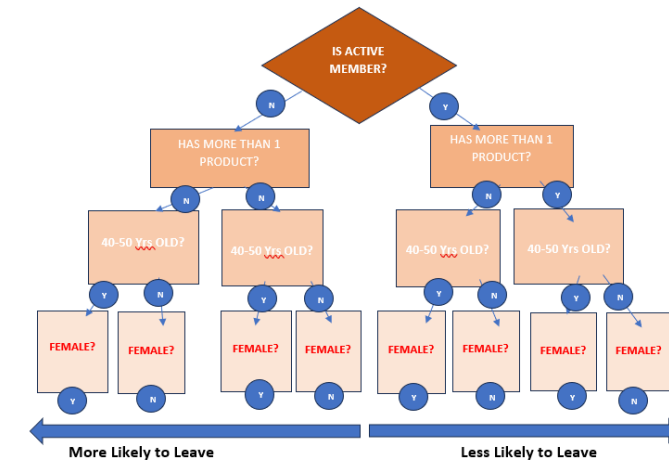 IS ACTIVE
MEMBER?
N
Y
HAS MORE THAN 1
PRODUCT?
HAS MORE THAN 1
PRODUCT?
N
N
N
Y
40-50 Yrs OLD?
40-50 Yrs OLD?
40-50 Yrs OLD?
40-50 Yrs OLD?
Y
N
Y
N
Y
N
Y
N
FEMALE?
FEMALE?
FEMALE?
FEMALE?
FEMALE?
FEMALE?
FEMALE?
FEMALE?
Y
N
Y
N
Y
N
Y
N
More Likely to Leave
Less Likely to Leave